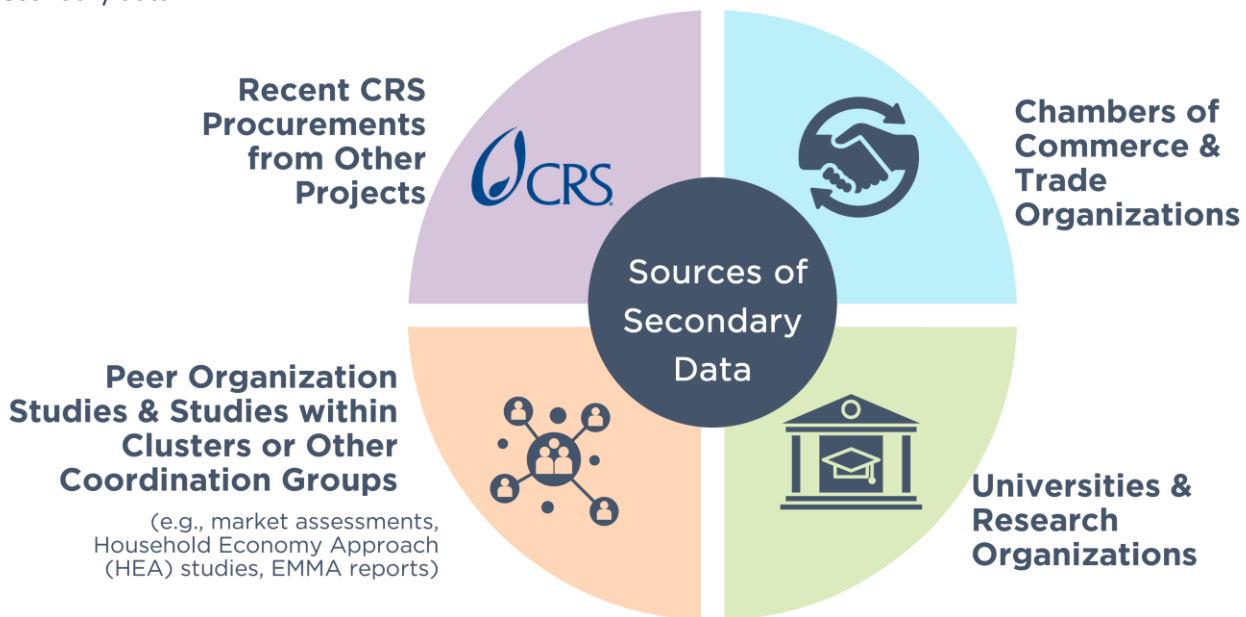 Recent CRS
Procurements
from Other
Projects
CRS
Chambers of
Commerce &
Trade
Organizations
Sources of
Secondary
Data
Peer Organization
Studies & Studies within
Clusters or Other
Coordination Groups
(e.g., market assessments,
Household Economy Approach
(HEA) studies, EMMA reports)
Universities &
Research
Organizations